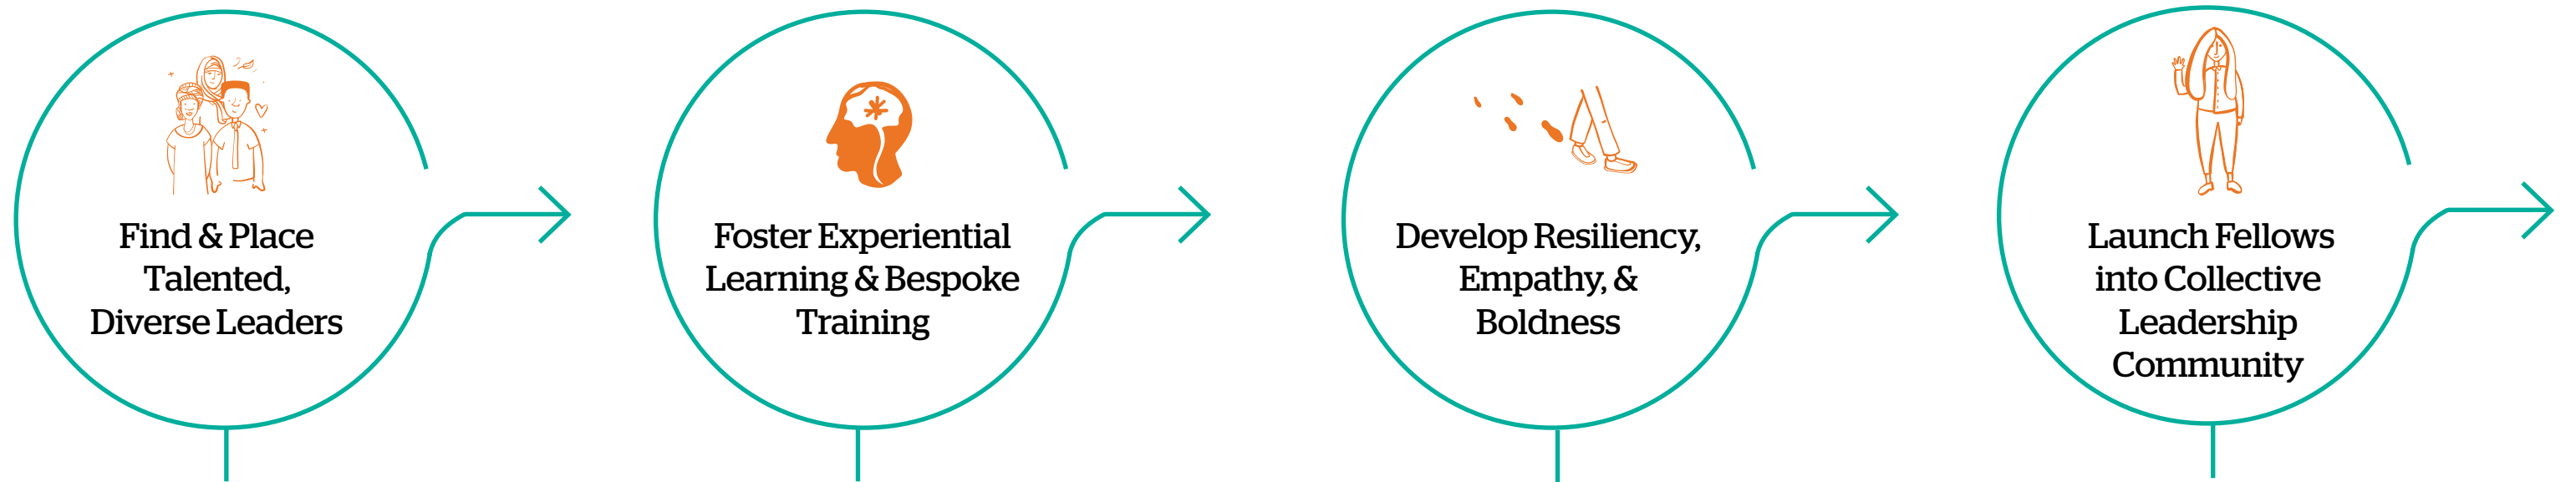 Find & Place
Talented,
Diverse Leaders
Foster Experiential
Learning & Bespoke
Training
Develop Resiliency,
Empathy, &
Boldness
Launch Fellows
into Collective
Leadership
Community